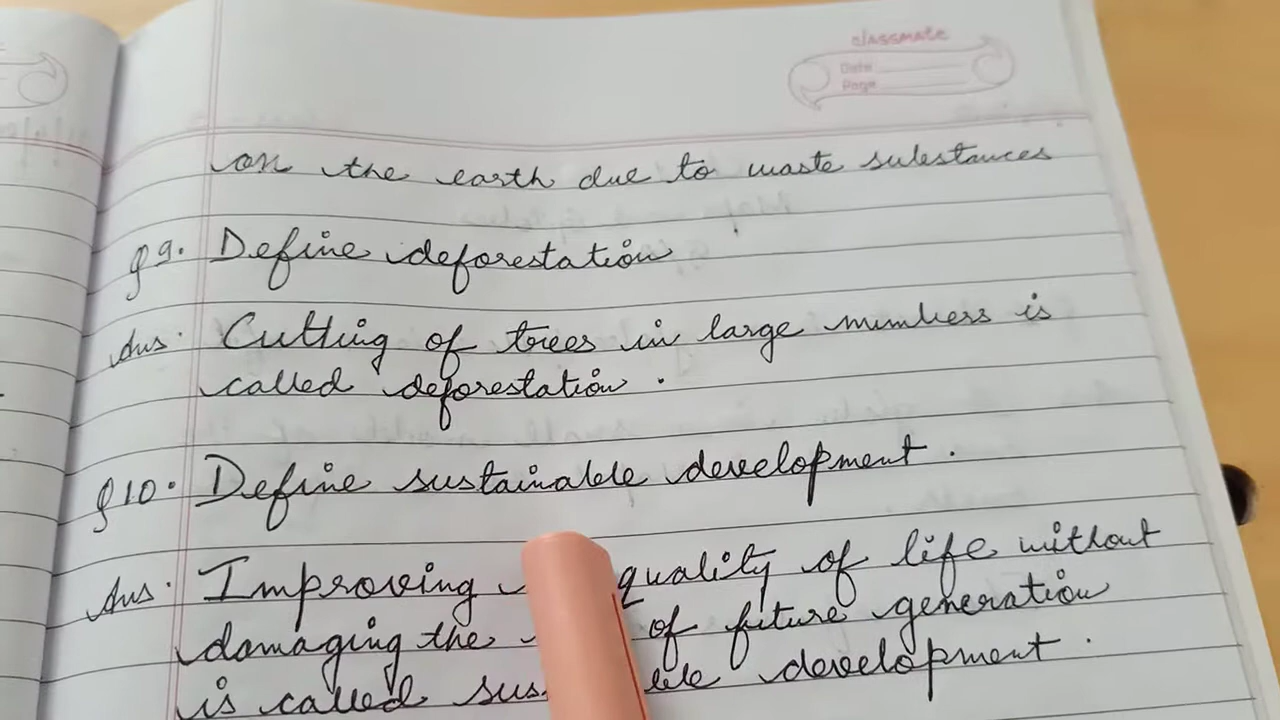 classmate
Date
Page
on the earth due to waste substances
Q9. Define deforestation
Ans. Cutting of trees in large numbers is
called deforestation.
Q10. Define sustainable development.
Ans. Improving quality of life without
damaging the of future generation
is called development.